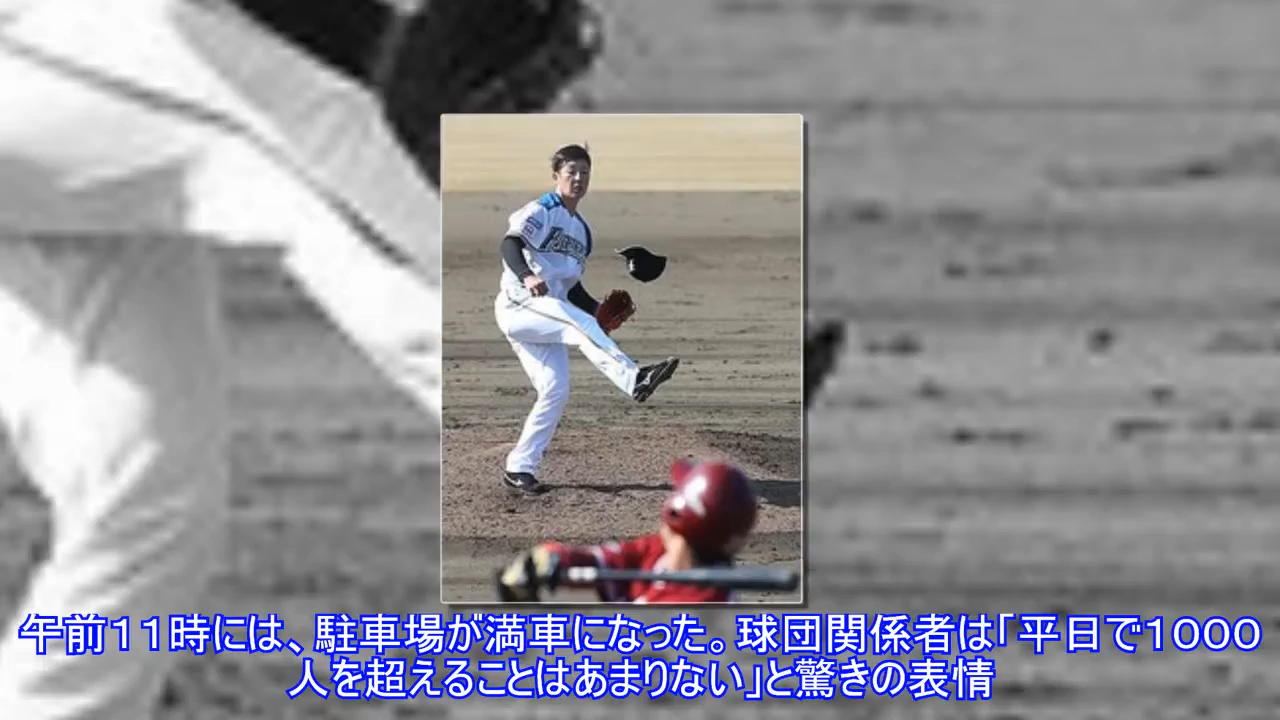 午前１１時には、駐車場が満車になった。球団関係者は「平日で１０００
人を超えることはあまりない」と驚きの表情